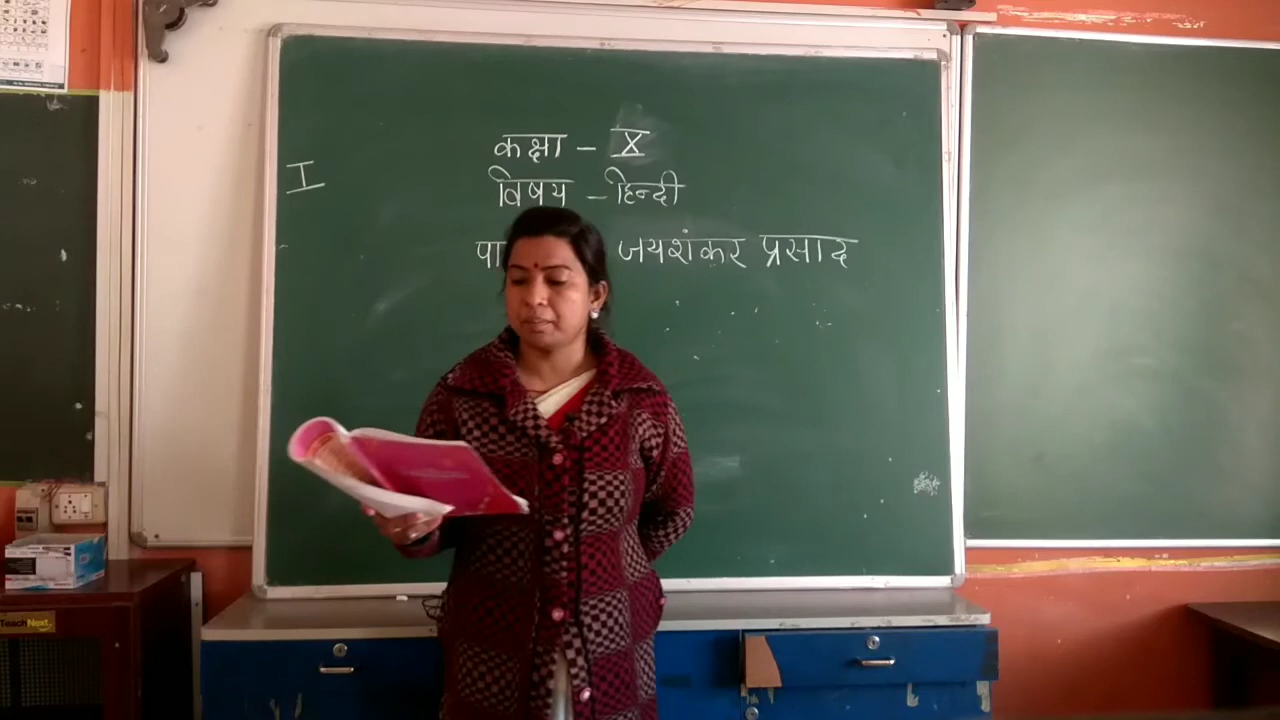 I
कक्षा - X
विषय - हिन्दी
पा जयशंकर प्रसाद
TeachNext